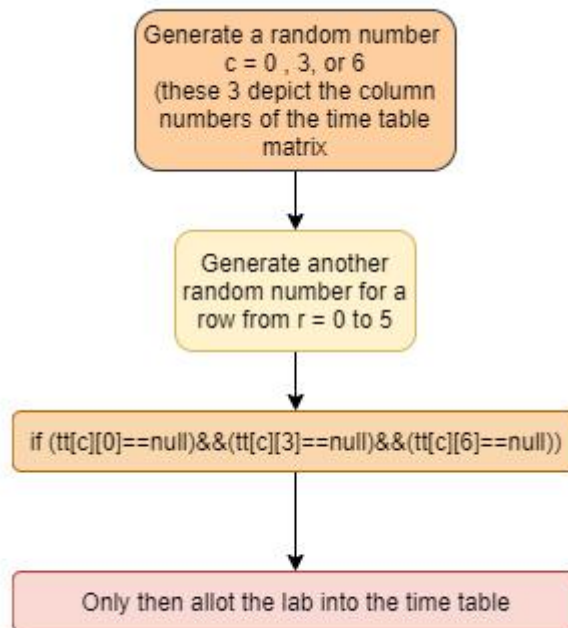 Generate a random number
c = 0 , 3, or 6
(these 3 depict the column
numbers of the time table
matrix
Generate another
random number for a
row from r = 0 to 5
if (tt[c][0]==null)&&(tt[c][3]==null)&&(tt[c][6]==null))
Only then allot the lab into the time table